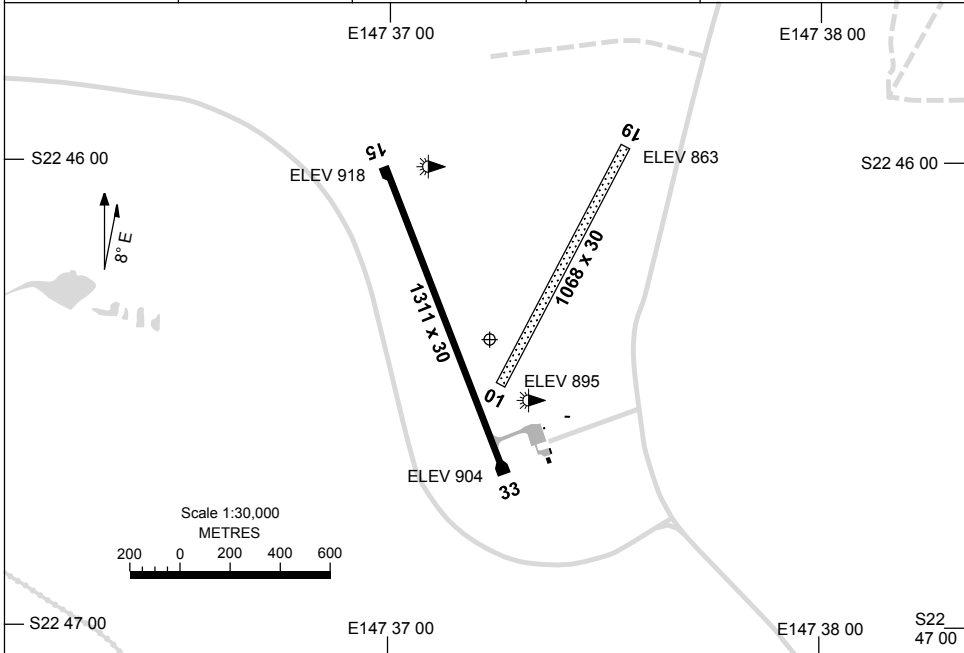 E147 37 00
E147 38 00
S22 46 00
S22 46 00
15
19
ELEV 918
ELEV 863
8° E
1311 x 30
1068 x 30
01
ELEV 895
ELEV 904
33
Scale 1:30,000
METRES
200 0 200 400 600
S22 47 00
E147 37 00
E147 38 00
S22
47 00